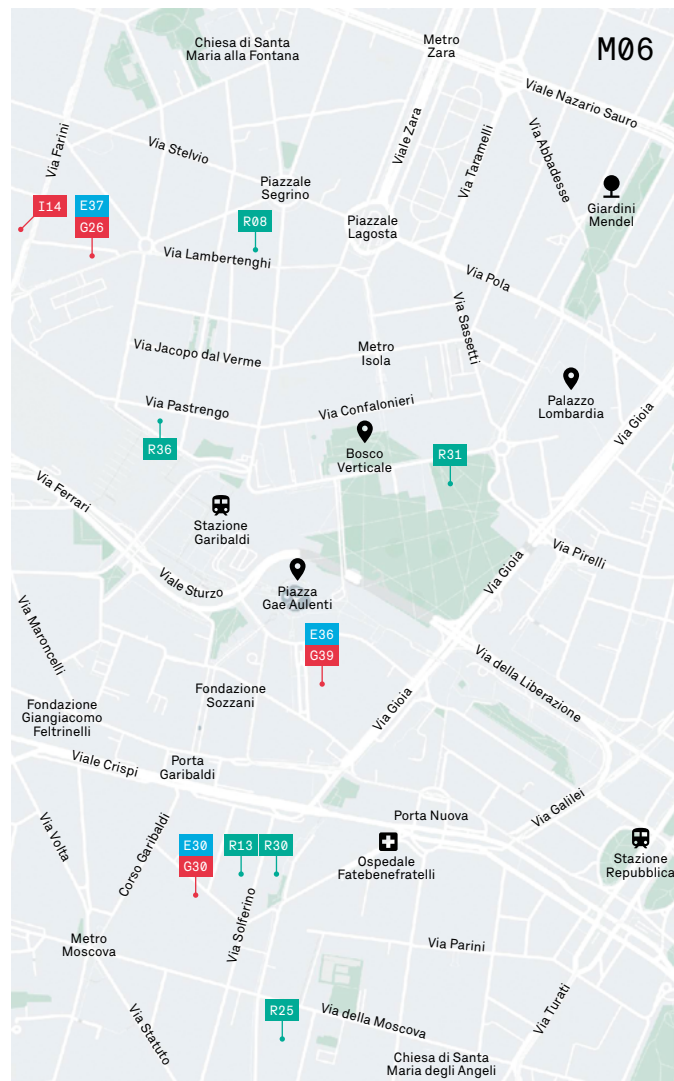 M06
Chiesa di Santa
Maria alla Fontana
Metro
Zara
Viale Nazario Sauro
Via Farini
Via Stelvio
Viale Zara
Via Taramelli
Via Abbadesse
Piazzale
Segrino
Giardini
Mendel
I14
E37
G26
R08
Piazzale
Lagosta
Via Lambertenghi
Via Pola
Via Sassetti
Via Jacopo dal Verme
Metro
Isola
Palazzo
Lombardia
Via Pastrengo
Via Confalonieri
Via Gioia
R36
Bosco
Verticale
R31
Via Ferrari
Stazione
Garibaldi
Via Pirelli
Viale Sturzo
Piazza
Gae Aulenti
Via Gioia
Via Maroncelli
E36
G39
Via della Liberazione
Fondazione
Sozzani
Fondazione
Giangiacomo
Feltrinelli
Via Gioia
Viale Crispi
Porta
Garibaldi
Porta Nuova
Via Galilei
Via Volta
Corso Garibaldi
E30
G30
R13
R30
Ospedale
Fatebenefratelli
Stazione
Repubblica
Via Solferino
Metro
Moscova
Via Parini
Via Statuto
R25
Via della Moscova
Via Turati
Chiesa di Santa
Maria degli Angeli